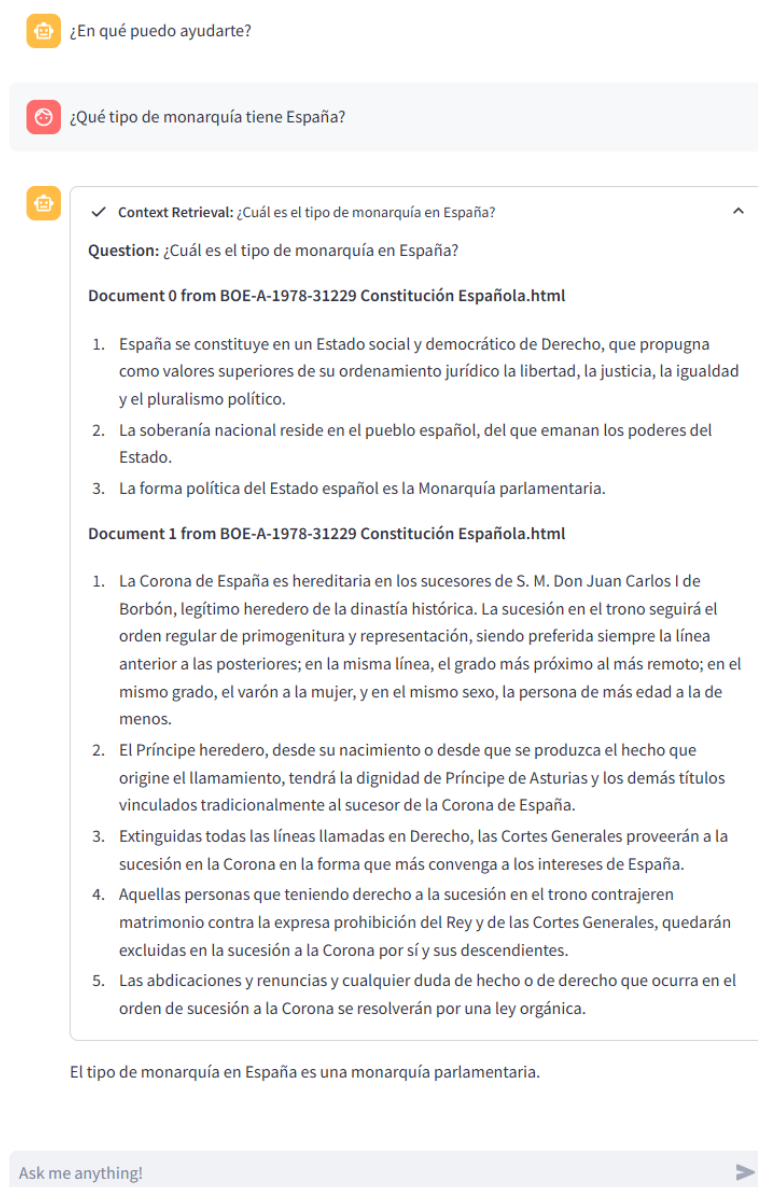 ¿En qué puedo ayudarte?
¿Qué tipo de monarquía tiene España?
Context Retrieval: ¿Cuál es el tipo de monarquía en España?
Question: ¿Cuál es el tipo de monarquía en España?
Document 0 from BOE-A-1978-31229 Constitución Española.html
1. España se constituye en un Estado social y democrático de Derecho, que propugna
como valores superiores de su ordenamiento jurídico la libertad, la justicia, la igualdad
y el pluralismo político.
2. La soberanía nacional reside en el pueblo español, del que emanan los poderes del
Estado.
3. La forma política del Estado español es la Monarquía parlamentaria.
Document 1 from BOE-A-1978-31229 Constitución Española.html
1. La Corona de España es hereditaria en los sucesores de S. M. Don Juan Carlos I de
Borbón, legítimo heredero de la dinastía histórica. La sucesión en el trono seguirá el
orden regular de primogenitura y representación, siendo preferida siempre la línea
anterior a las posteriores; en la misma línea, el grado más próximo al más remoto; en el
mismo grado, el varón a la mujer, y en el mismo sexo, la persona de más edad a la de
menos.
2. El Príncipe heredero, desde su nacimiento o desde que se produzca el hecho que
origine el llamamiento, tendrá la dignidad de Príncipe de Asturias y los demás títulos
vinculados tradicionalmente al sucesor de la Corona de España.
3. Extinguidas todas las líneas llamadas en Derecho, las Cortes Generales proveerán a la
sucesión en la Corona en la forma que más convenga a los intereses de España.
4. Aquellas personas que teniendo derecho a la sucesión en el trono contrajeren
matrimonio contra la expresa prohibición del Rey y de las Cortes Generales, quedarán
excluidas en la sucesión a la Corona por sí y sus descendientes.
5. Las abdicaciones y renuncias y cualquier duda de hecho o de derecho que ocurra en el
orden de sucesión a la Corona se resolverán por una ley orgánica.
El tipo de monarquía en España es una monarquía parlamentaria.
Ask me anything!